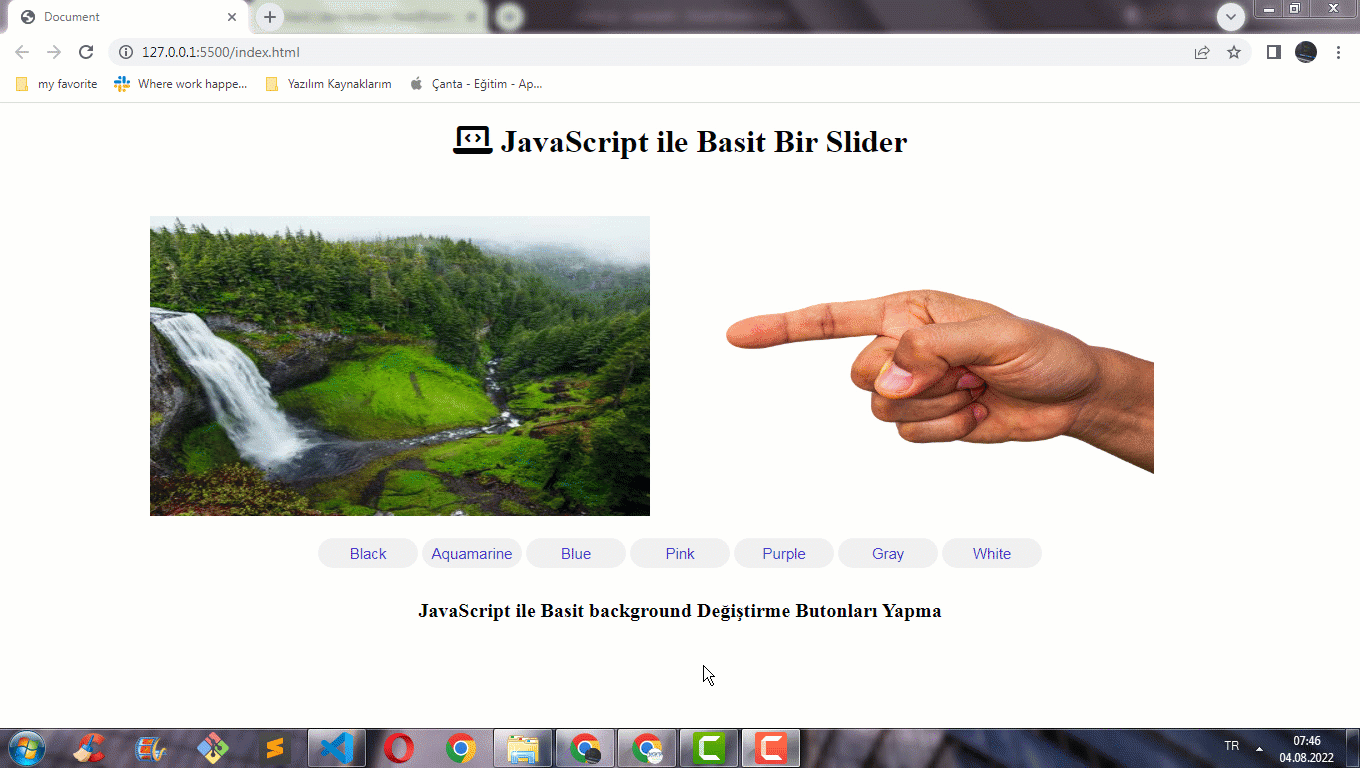 Document
127.0.0.1:5500/index.html
my favorite
Where work happe...
Yazılım Kaynaklarım
Çanta - Eğitim - Ap...
JavaScript ile Basit Bir Slider
Black
Aquamarine
Blue
Pink
Purple
Gray
White
JavaScript ile Basit background Değiştirme Butonları Yapma
TR
07:46
04.08.2022